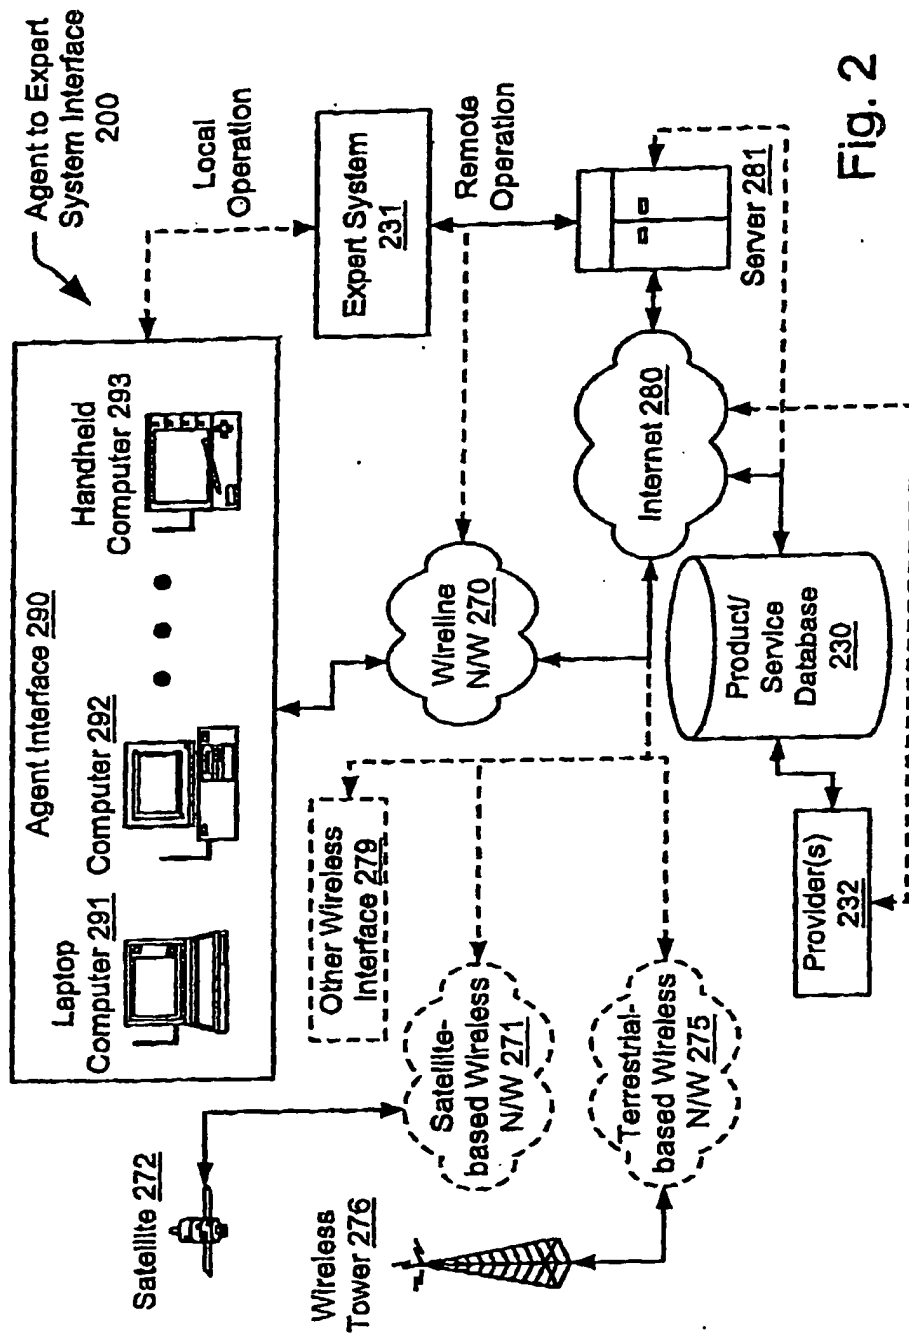 Agent to Expert
System Interface
200
Agent Interface 290
Laptop
Computer 291
Computer 292
Handheld
Computer 293
Local
Operation
Satellite 272
Other Wireless
Interface 279
Expert System
231
Wireless
Tower 276
Satellite-
based Wireless
N/W 271
Wireline
N/W 270
Remote
Operation
Terrestrial-
based Wireless
N/W 275
Internet 280
Server 281
Product/
Service
Database
230
Provider(s)
232
Fig. 2